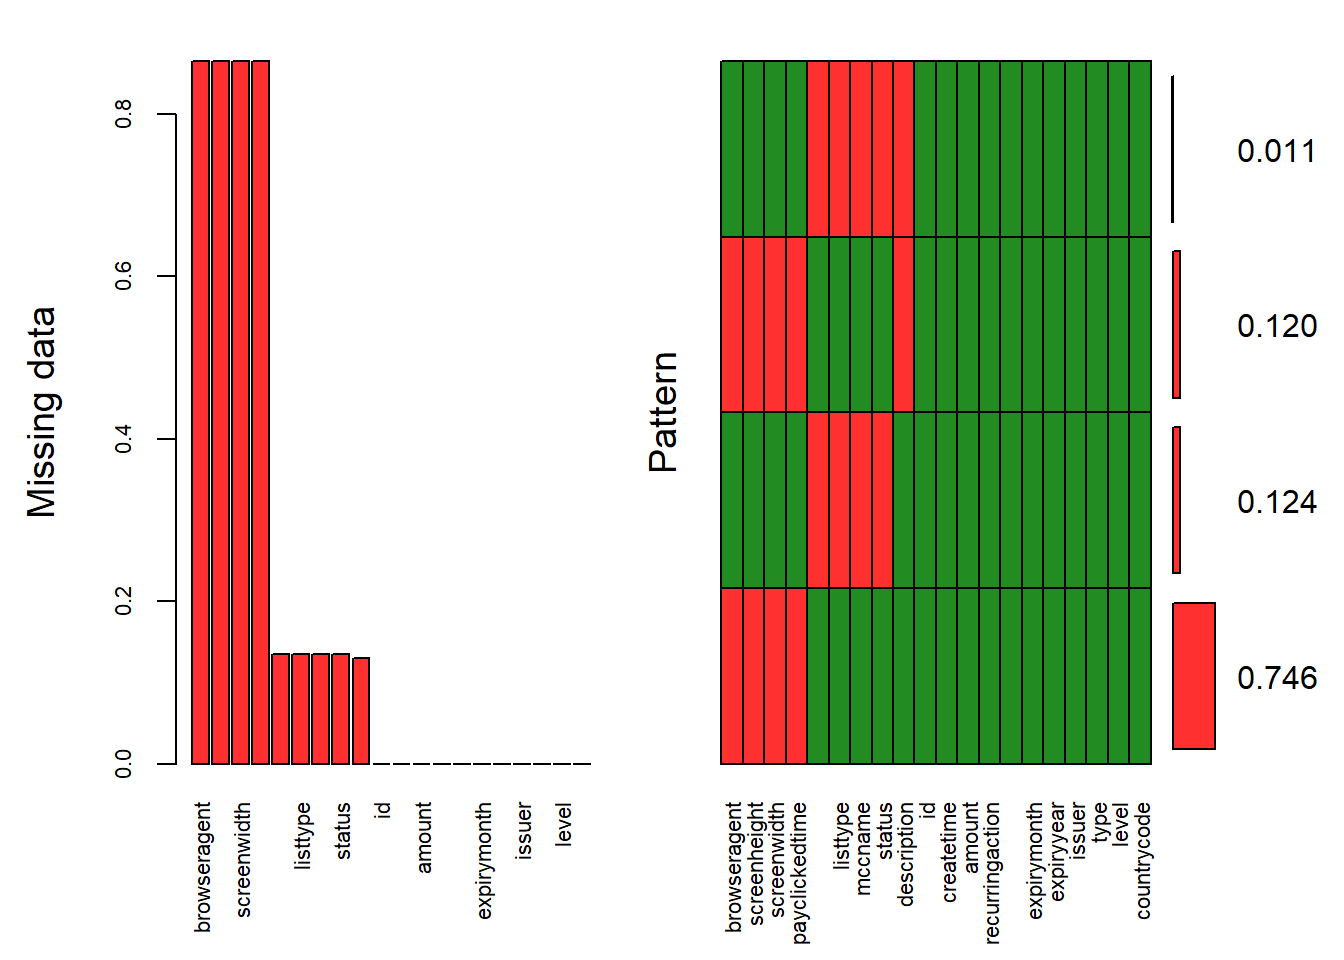 Missing data
0.0
0.2
0.4
0.6
0.8
browseragent
screenwidth
listtype
status
id
amount
expirymonth
issuer
level
Pattern
browseragent
screenheight
screenwidth
payclickedtime
listtype
mccname
status
description
id
createtime
amount
recurringaction
expirymonth
expiryyear
issuer
type
level
countrycode
0.011
0.120
0.124
0.746